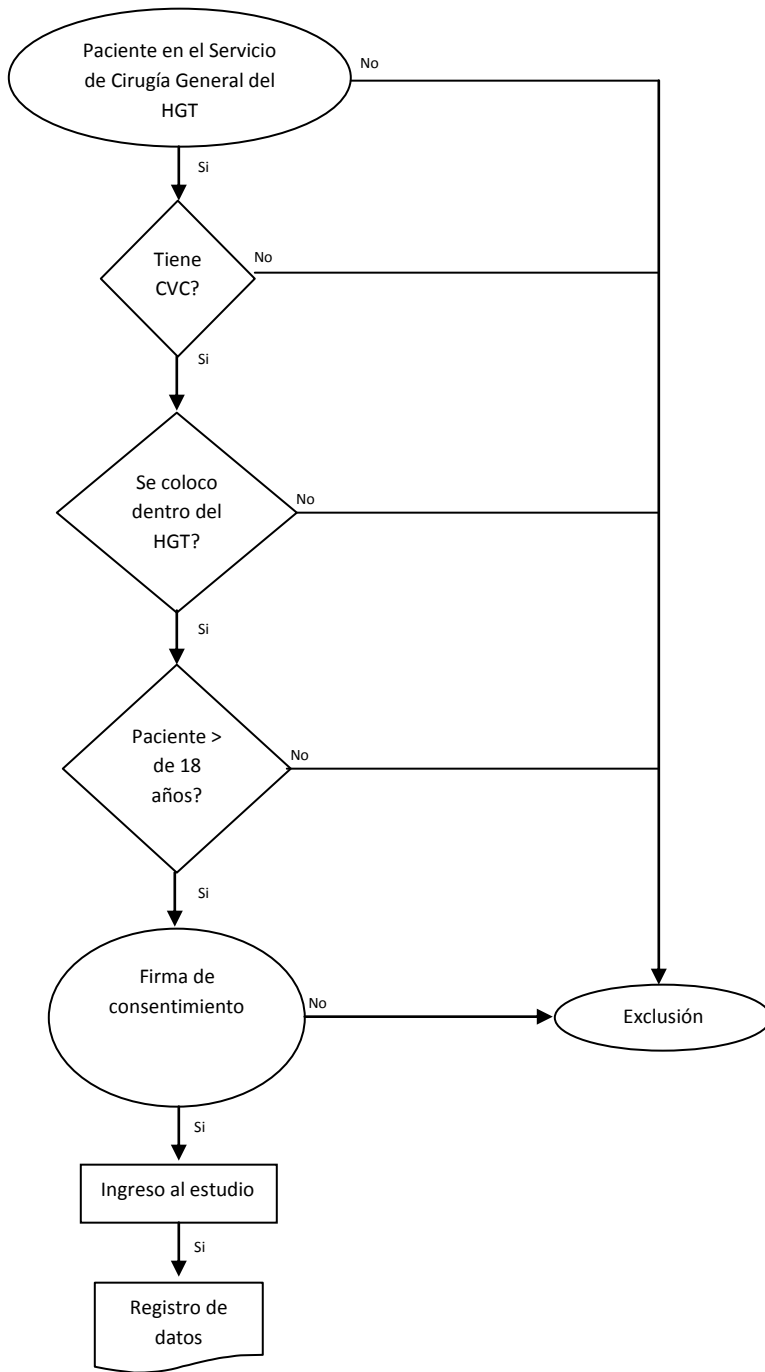 Paciente en el Servicio
de Cirugía General del
HGT
No
Si
Tiene
CVC?
No
Si
Se coloco
dentro del
HGT?
No
Si
Paciente >
de 18
años?
No
Si
Firma de
consentimiento
No
Exclusión
Si
Ingreso al estudio
Si
Registro de
datos